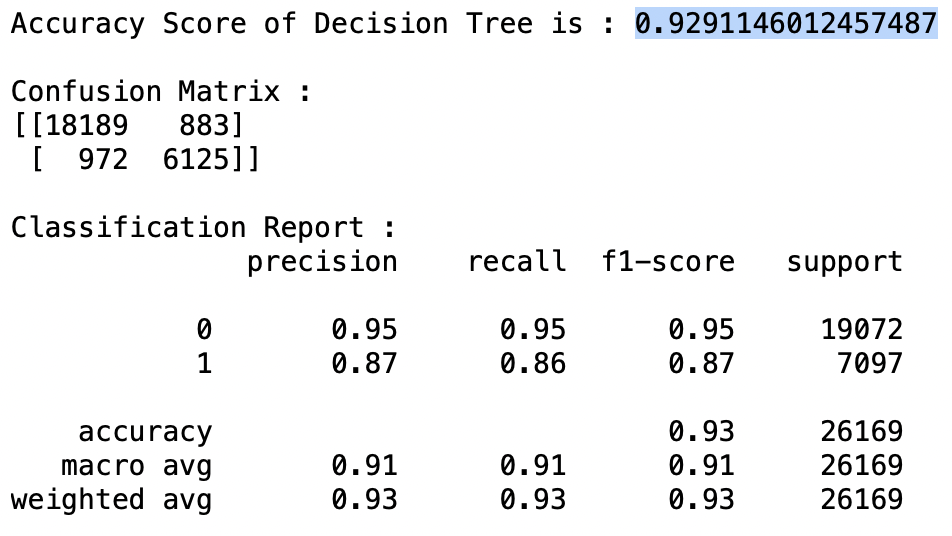 Accuracy Score of Decision Tree is : 0.9291146012457487
Confusion Matrix :
[[18189   883]
 [  972  6125]]
Classification Report :
              precision    recall  f1-score   support
           0       0.95      0.95      0.95     19072
           1       0.87      0.86      0.87      7097
    accuracy                           0.93     26169
   macro avg       0.91      0.91      0.91     26169
weighted avg       0.93      0.93      0.93     26169